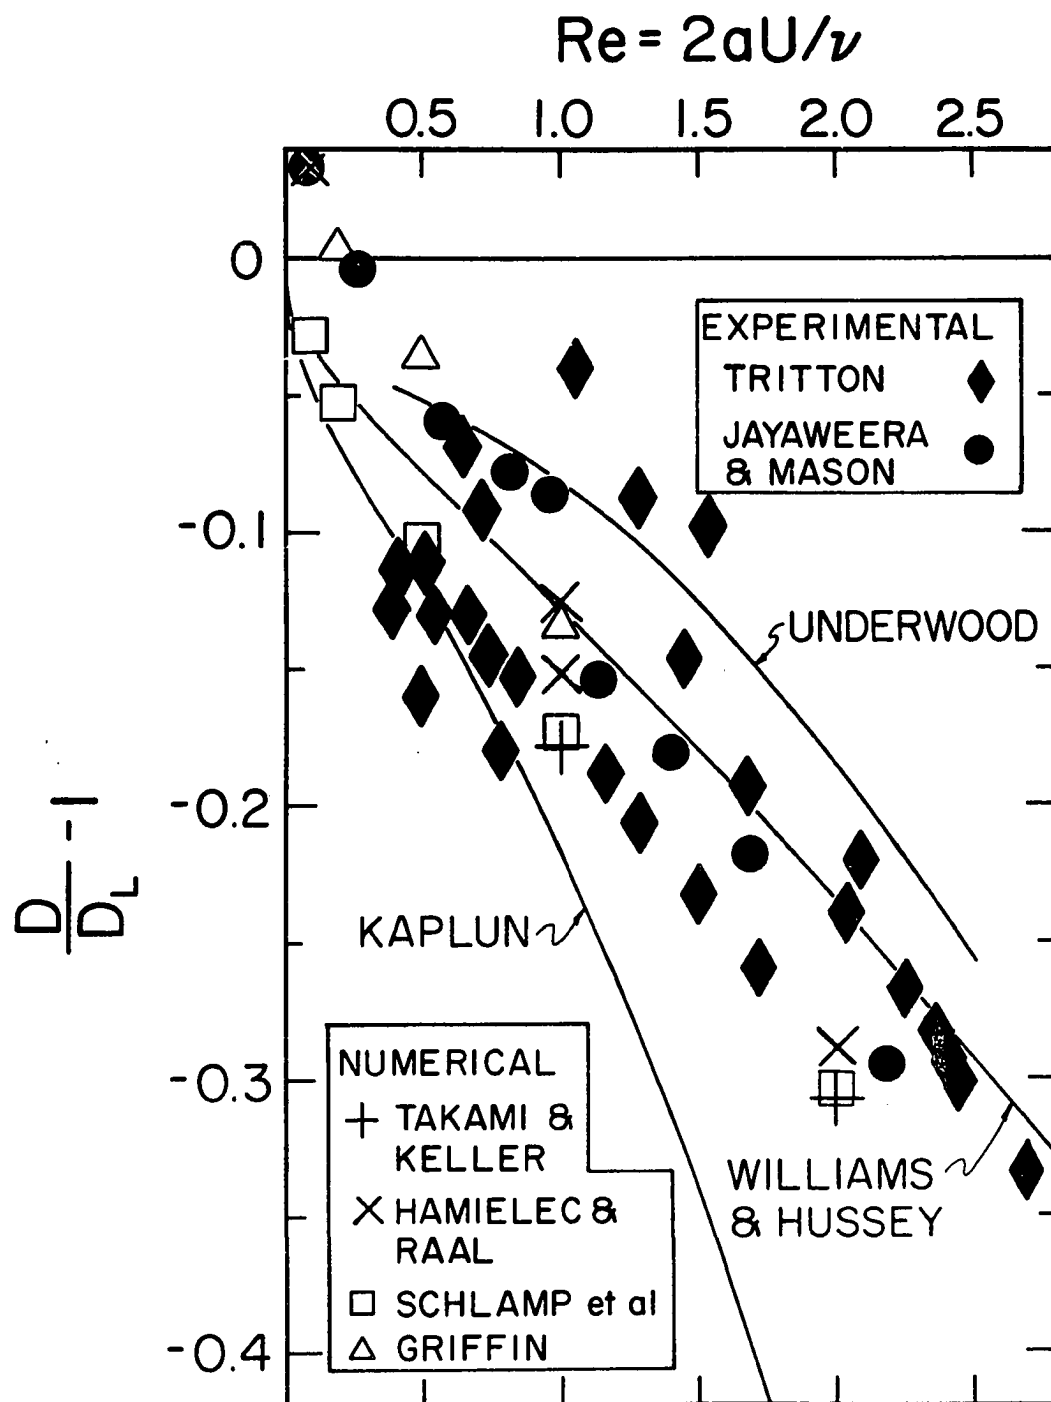 Re = 2aU/ν
0.5 1.0 1.5 2.0 2.5
0
-0.1
-0.2
-0.3
-0.4
D/D_L - 1
EXPERIMENTAL
TRITTON
JAYAWEERA
& MASON
UNDERWOOD
KAPLUN
WILLIAMS
& HUSSEY
NUMERICAL
+ TAKAMI &
KELLER
× HAMIELEC &
RAAL
□ SCHLAMP et al
△ GRIFFIN